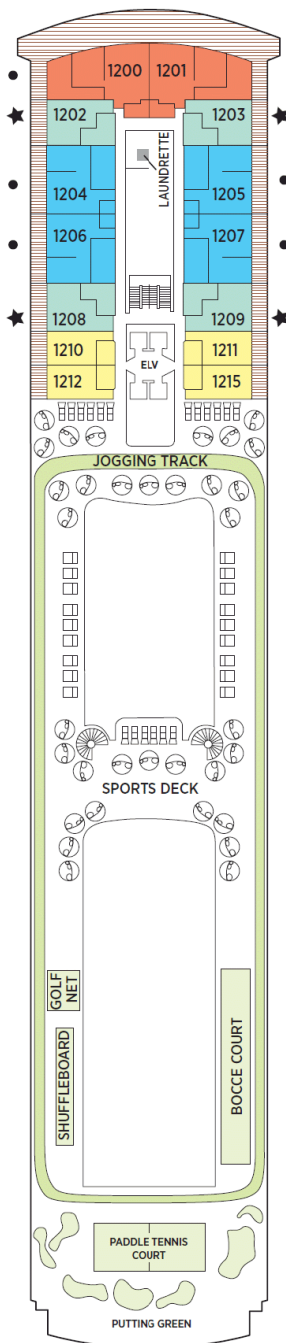 1200 1201
1202 1203
LAUNDRETTE
1204 1205
1206 1207
1208 1209
1210 1211
ELV
1212 1215
JOGGING TRACK
SPORTS DECK
GOLF
NET
SHUFFLEBOARD
BOCCE COURT
PADDLE TENNIS
COURT
PUTTING GREEN